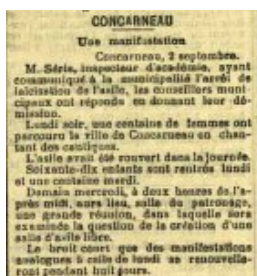 CONCARNEAU
Une manifestation
Concarneau, 2 septembre.
M. Séris, inspecteur d'académie, ayant
communiqué à la municipalité l'arrêt de
laïcisation de l'asile, les conseillers muni-
cipaux ont répondu en donnant leur dé-
mission.
Lundi soir, une centaine de femmes ont
parcouru la ville de Concarneau en chan-
tant des cantiques.
L'asile avait été rouvert dans la journée.
Soixante-dix enfants sont rentrés lundi
et une centaine mardi.
Demain mercredi, à deux heures de l'a-
près midi, aura lieu, salle du patronage,
une grande réunion, dans laquelle sera
examinée la question de la création d'une
salle d'asile libre.
Le bruit court que des manifestations
analogues à celle de lundi se renouvelle-
ront pendant huit jours.